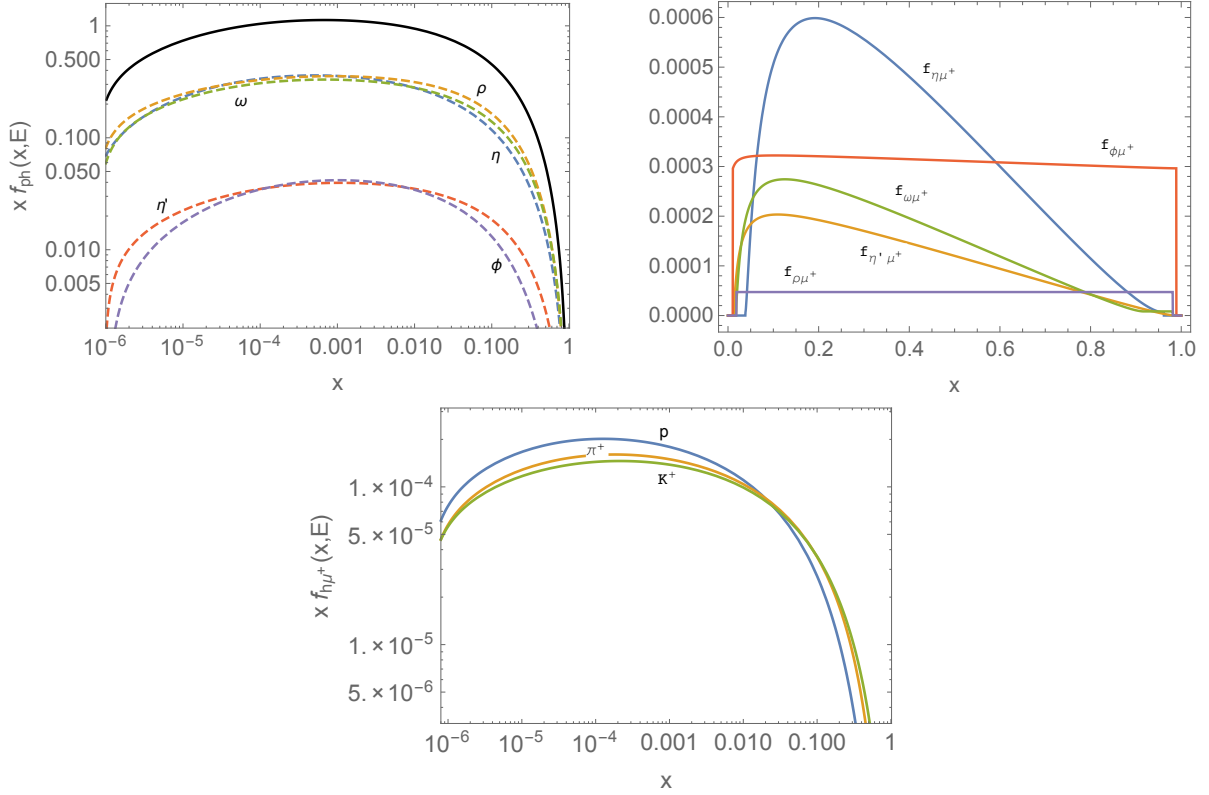 x f_ph(x,E)
1
0.500
0.100
0.050
0.010
0.005
ρ
ω
η
η'
ϕ
10^-6 10^-5 10^-4 0.001 0.010 0.100 1
x
0.0006
0.0005
0.0004
0.0003
0.0002
0.0001
0.0000
f_ημ+
f_ϕμ+
f_ωμ+
f_η'μ+
f_ρμ+
0.0 0.2 0.4 0.6 0.8 1.0
x
x f_hμ+(x,E)
1. × 10^-4
5. × 10^-5
1. × 10^-5
5. × 10^-6
p
π+
K+
10^-6 10^-5 10^-4 0.001 0.010 0.100 1
x